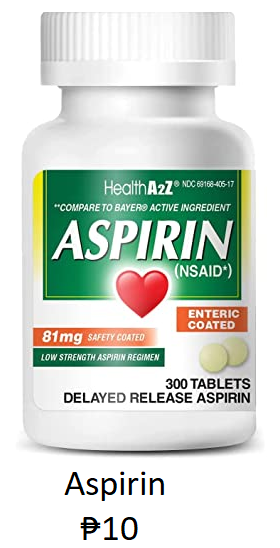 HealthA2Z® NDC 69168-405-17
**COMPARE TO BAYER® ACTIVE INGREDIENT
ASPIRIN
(NSAID*)
ENTERIC
COATED
81mg SAFETY COATED
LOW STRENGTH ASPIRIN REGIMEN
300 TABLETS
DELAYED RELEASE ASPIRIN
Aspirin
₱10